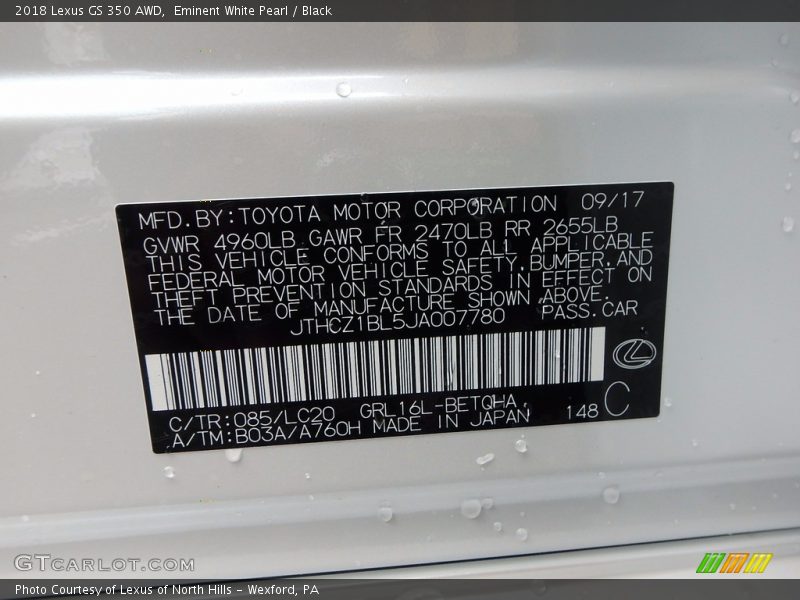 2018 Lexus GS 350 AWD,  Eminent White Pearl / Black
MFD.BY:TOYOTA MOTOR CORPORATION 09/17
GVWR 4960LB GAWR FR 2470LB RR 2655LB
THIS VEHICLE CONFORMS TO ALL APPLICABLE
FEDERAL MOTOR VEHICLE SAFETY,BUMPER,AND
THEFT PREVENTION STANDARDS IN EFFECT ON
THE DATE OF MANUFACTURE SHOWN ABOVE.
JTHCZ1BL5JA007780 PASS.CAR
C/TR:085/LC20 GRL16L-BETQHA
A/TM:B03A/A760H MADE IN JAPAN 148 C
GTCARLOT.COM
Photo Courtesy of Lexus of North Hills – Wexford, PA